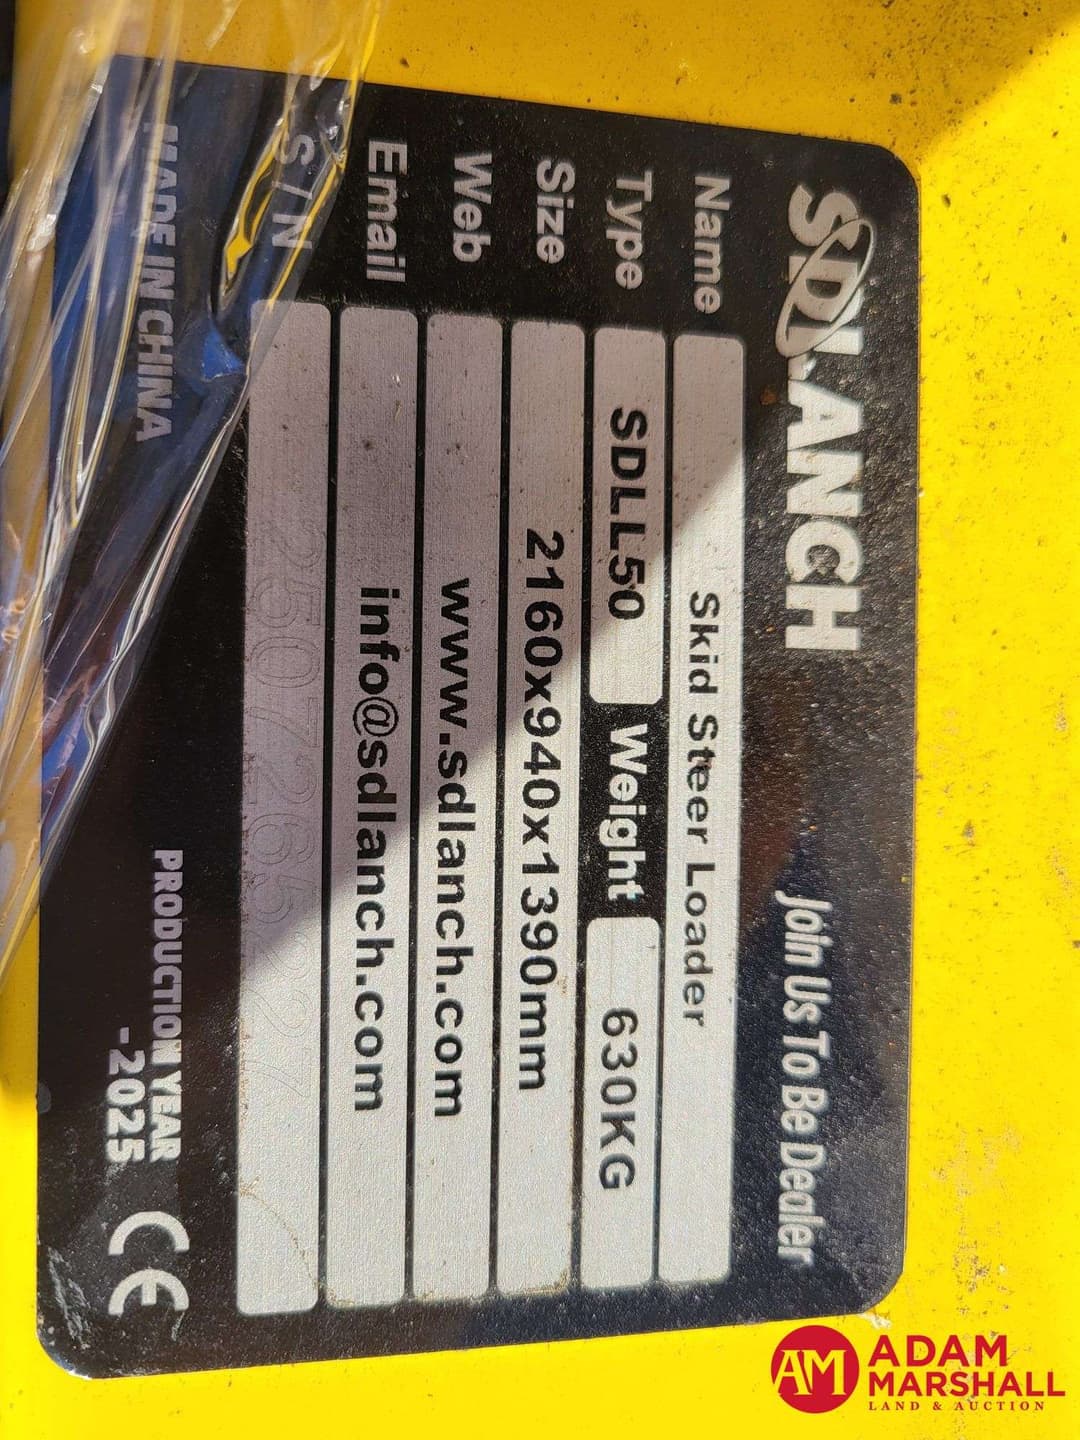 SDLANCH Join Us To Be Dealer
Name Skid Steer Loader
Type SDLL50 Weight 630KG
Size 2160x940x1390mm
Web www.sdlanch.com
Email info@sdlanch.com
S/N
MADE IN CHINA PRODUCTION YEAR
-2025
CE
AM ADAM
MARSHALL
LAND & AUCTION